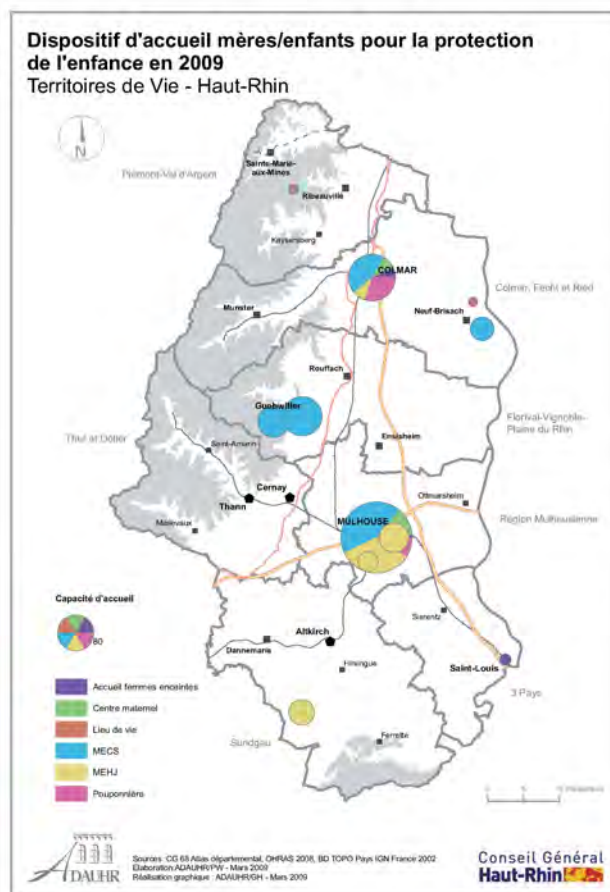 Dispositif d'accueil mères/enfants pour la protection
de l'enfance en 2009
Territoires de Vie - Haut-Rhin
N
Sainte-Marie-
aux-Mines
Piémont-Val d'Argent
Ribeauvillé
Kaysersberg
COLMAR
Colmar, Fecht et Ried
Munster
Neuf-Brisach
Rouffach
Guebwiller
Florival-Vignoble-
Plaine du Rhin
Thur et Doller
Saint-Amarin
Ensisheim
Cernay
Thann
Ottmarsheim
MULHOUSE
Région Mulhousienne
Masevaux
Capacité d'accueil
80
Sierentz
Altkirch
Dannemarie
Hirsingue
Saint-Louis
3 Pays
Accueil femmes enceintes
Centre maternel
Lieu de vie
MECS
MEHJ
Pouponnière
Sundgau
Ferrette
ADAUHR
Sources: CG 68 Atlas départemental, OHRAS 2008, BD TOPO Pays IGN France 2002
Elaboration:ADAUHR/PW - Mars 2009
Réalisation graphique : ADAUHR/GH - Mars 2009
Conseil Général
Haut-Rhin